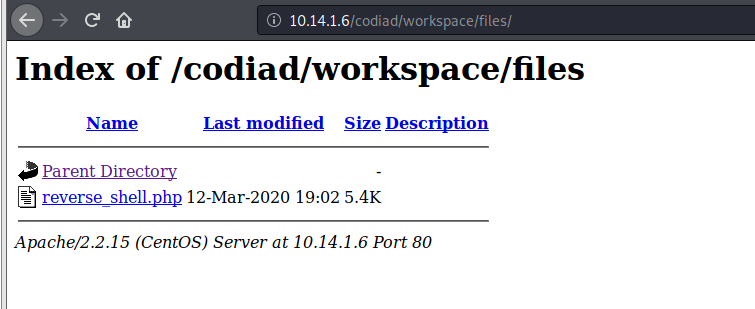 10.14.1.6/codiad/workspace/files/
Index of /codiad/workspace/files
Name Last modified Size Description
Parent Directory -
reverse_shell.php 12-Mar-2020 19:02 5.4K
Apache/2.2.15 (CentOS) Server at 10.14.1.6 Port 80